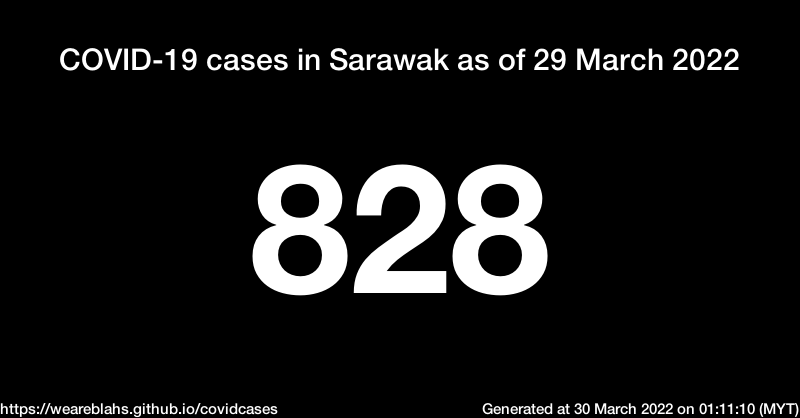 COVID-19 cases in Sarawak as of 29 March 2022
828
https://weareblahs.github.io/covidcases
Generated at 30 March 2022 on 01:11:10 (MYT)